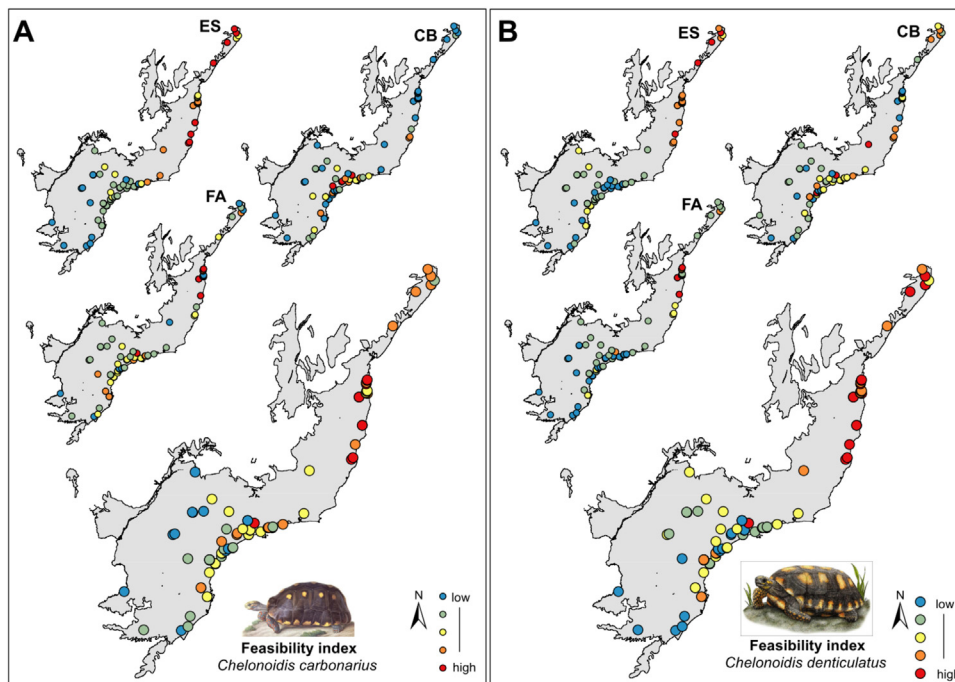 A
ES
CB
FA
N
low
high
Feasibility index
Chelonoidis carbonarius
B
ES
CB
FA
N
low
high
Feasibility index
Chelonoidis denticulatus